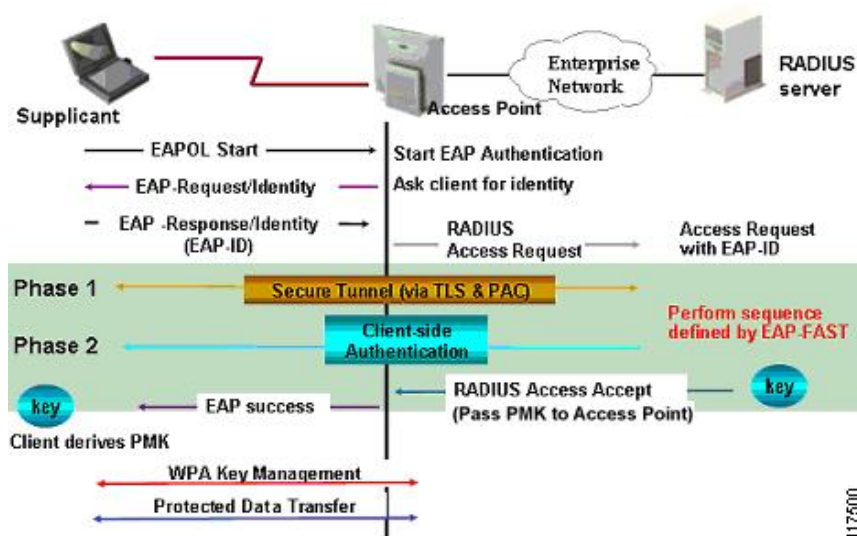 Supplicant
Access Point
Enterprise
Network
RADIUS
server
EAPOL Start
Start EAP Authentication
EAP-Request/Identity
Ask client for identity
EAP -Response/Identity
(EAP-ID)
RADIUS
Access Request
Access Request
with EAP-ID
Phase 1
Secure Tunnel (via TLS & PAC)
Perform sequence
defined by EAP-FAST
Phase 2
Client-side
Authentication
key
Client derives PMK
EAP success
RADIUS Access Accept
(Pass PMK to Access Point)
key
WPA Key Management
Protected Data Transfer